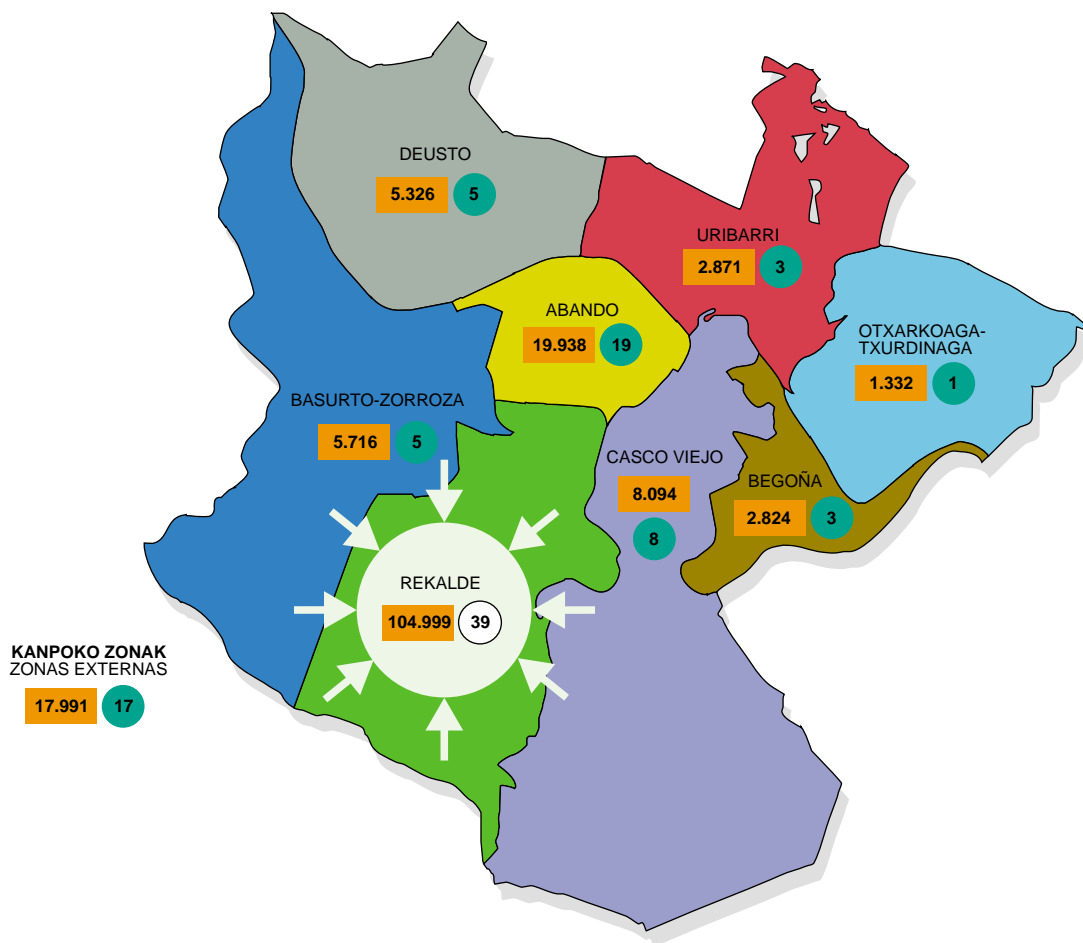 DEUSTO
5.326 5
URIBARRI
2.871 3
ABANDO
19.938 19
OTXARKOAGA-
TXURDINAGA
1.332 1
BASURTO-ZORROZA
5.716 5
CASCO VIEJO
8.094
8
BEGOÑA
2.824 3
REKALDE
104.999 39
KANPOKO ZONAK
ZONAS EXTERNAS
17.991 17